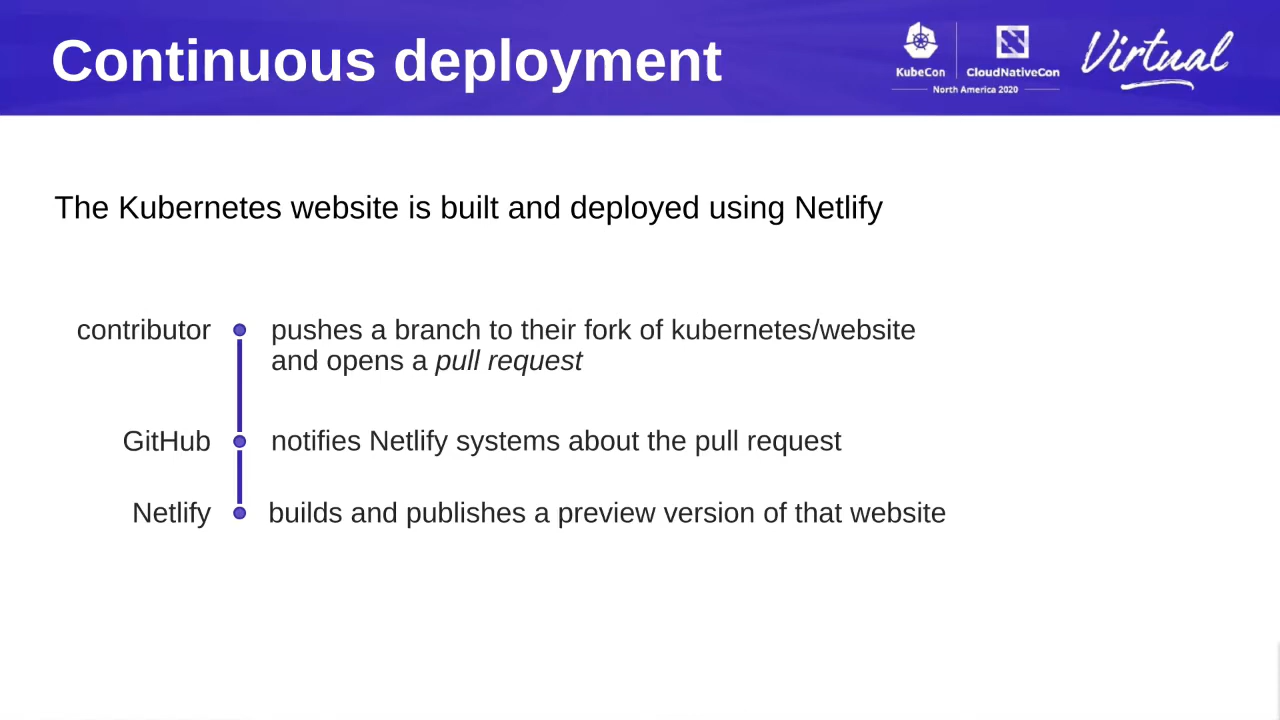 Continuous deployment
KubeCon
CloudNativeCon
North America 2020
Virtual
The Kubernetes website is built and deployed using Netlify
contributor
pushes a branch to their fork of kubernetes/website
and opens a pull request
GitHub
notifies Netlify systems about the pull request
Netlify
builds and publishes a preview version of that website